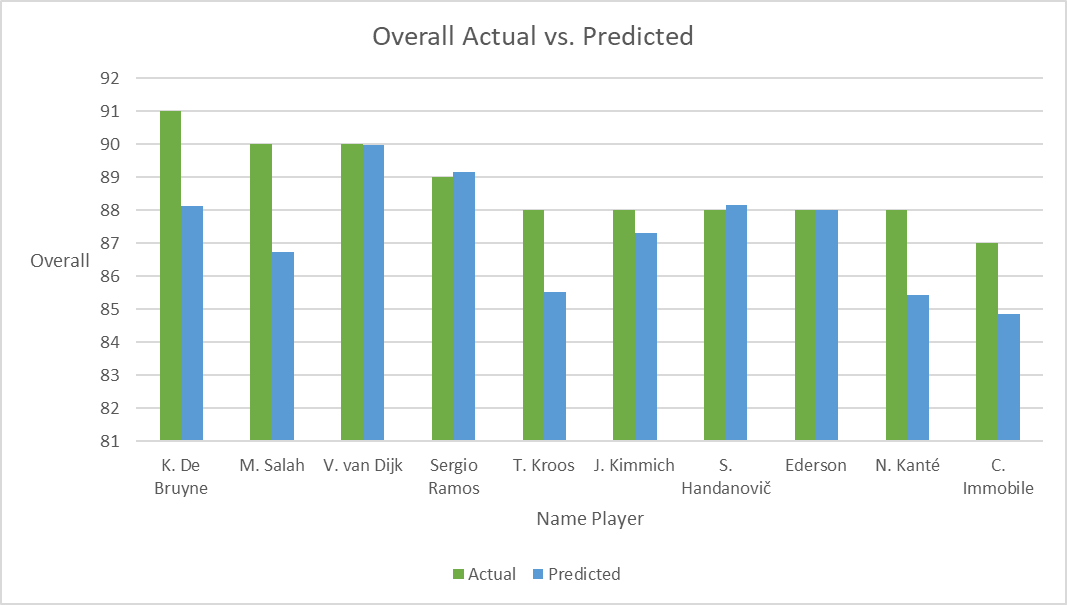 Overall Actual vs. Predicted
92
91
90
89
88
87
86
85
84
83
82
81
Overall
K. De
Bruyne
M. Salah
V. van Dijk
Sergio
Ramos
T. Kroos
J. Kimmich
S.
Handanovič
Ederson
N. Kanté
C.
Immobile
Name Player
Actual
Predicted